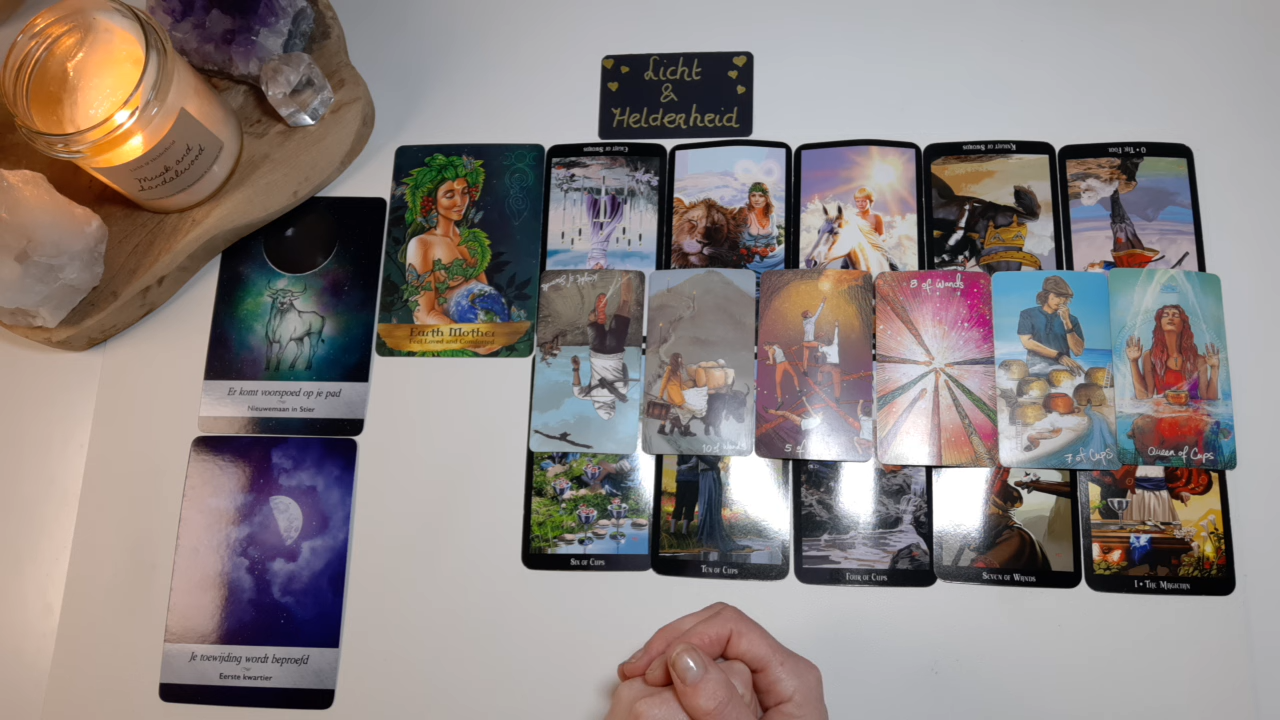 Licht
&
Helderheid
Musk and
Sandalwood
Er komt voorspoed op je pad
Nieuwemaan in Stier
Je toewijding wordt beproefd
Eerste kwartier
Earth Mother
Feel Loved and Comforted
Knight of Swords
0 • The Fool
10 of Wands
5 of
8 of Wands
7 of Cups
Queen of Cups
Six of Cups
Ten of Cups
Four of Cups
Seven of Wands
I • The Magician